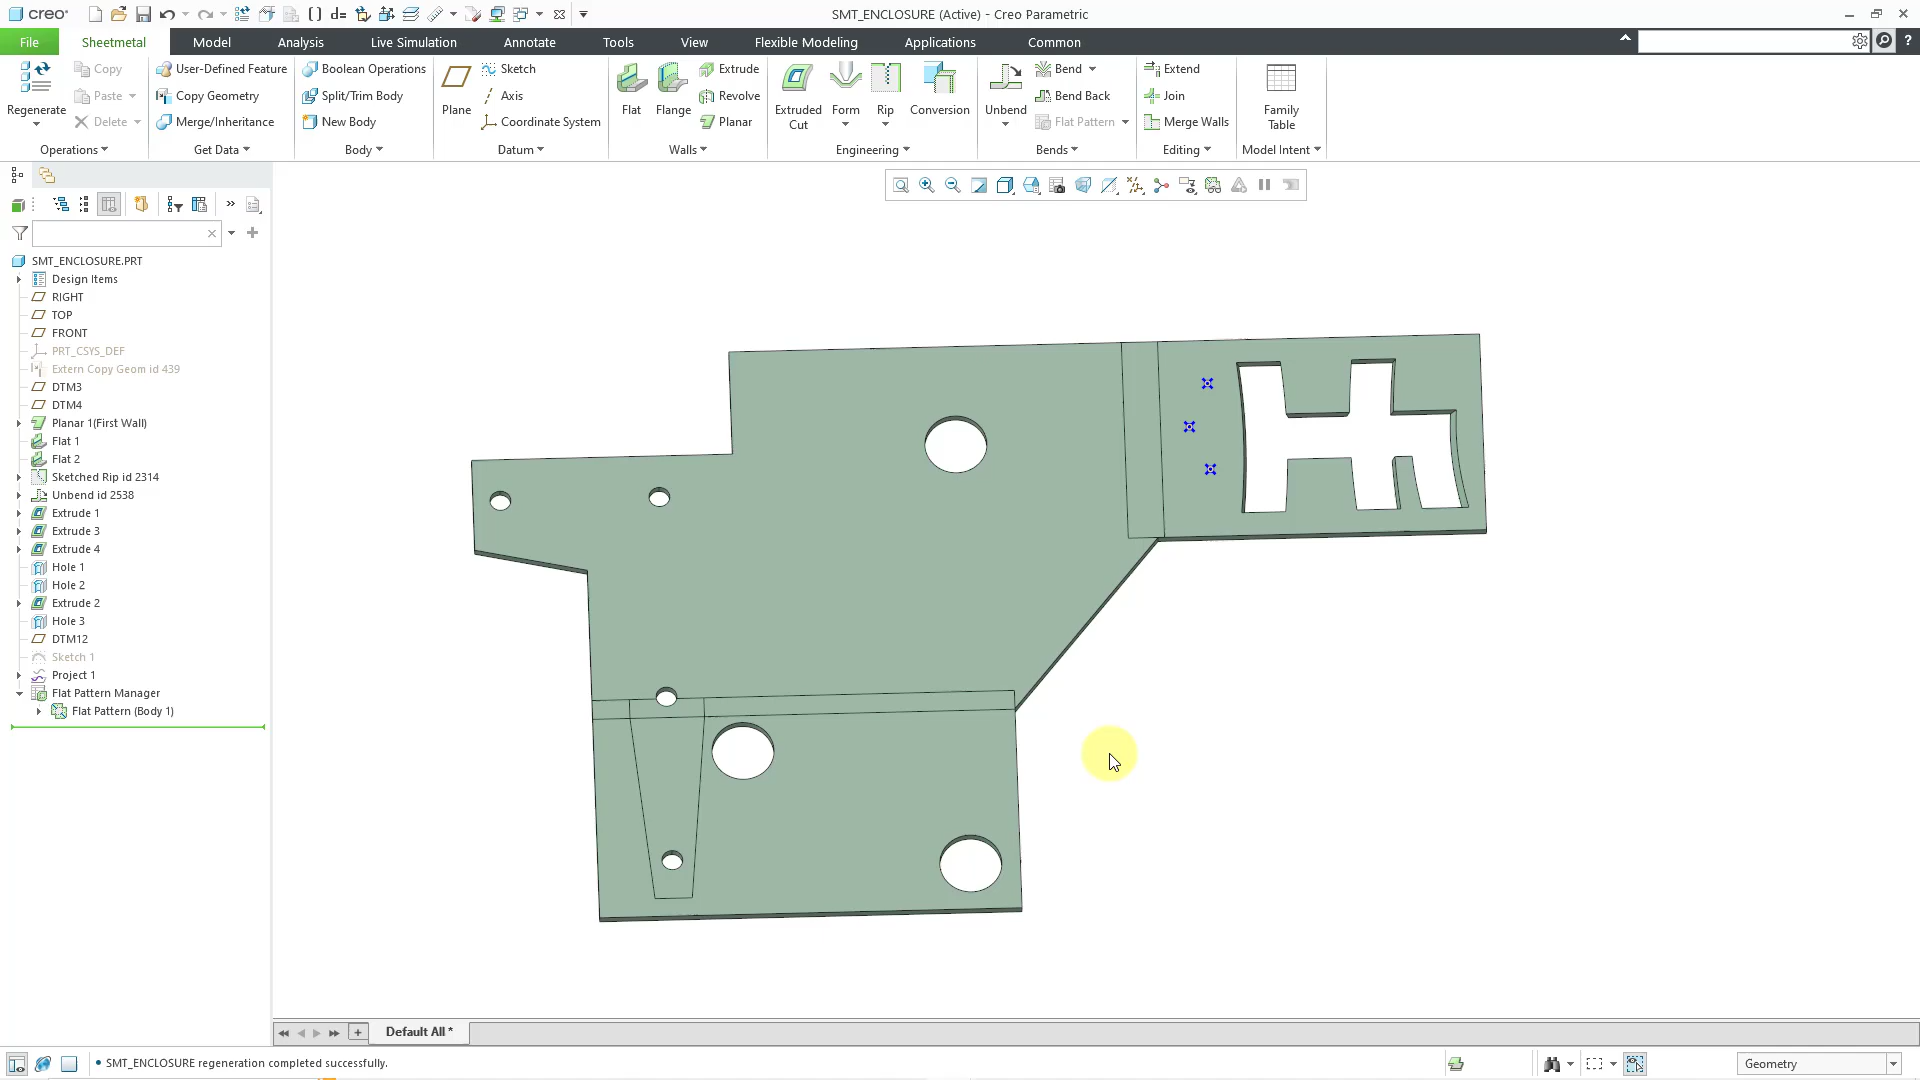 creo
SMT_ENCLOSURE (Active) - Creo Parametric
File
Sheetmetal
Model
Analysis
Live Simulation
Annotate
Tools
View
Flexible Modeling
Applications
Common
Regenerate
Copy
Paste
Delete
Operations
User-Defined Feature
Copy Geometry
Merge/Inheritance
Get Data
Boolean Operations
Split/Trim Body
New Body
Body
Plane
Sketch
Axis
Coordinate System
Datum
Flat
Flange
Extrude
Revolve
Planar
Walls
Extruded
Cut
Form
Rip
Conversion
Engineering
Unbend
Bend
Bend Back
Flat Pattern
Bends
Extend
Join
Merge Walls
Editing
Family
Table
Model Intent
SMT_ENCLOSURE.PRT
Design Items
RIGHT
TOP
FRONT
PRT_CSYS_DEF
Extern Copy Geom id 439
DTM3
DTM4
Planar 1(First Wall)
Flat 1
Flat 2
Sketched Rip id 2314
Unbend id 2538
Extrude 1
Extrude 3
Extrude 4
Hole 1
Hole 2
Extrude 2
Hole 3
DTM12
Sketch 1
Project 1
Flat Pattern Manager
Flat Pattern (Body 1)
Default All *
• SMT_ENCLOSURE regeneration completed successfully.
Geometry